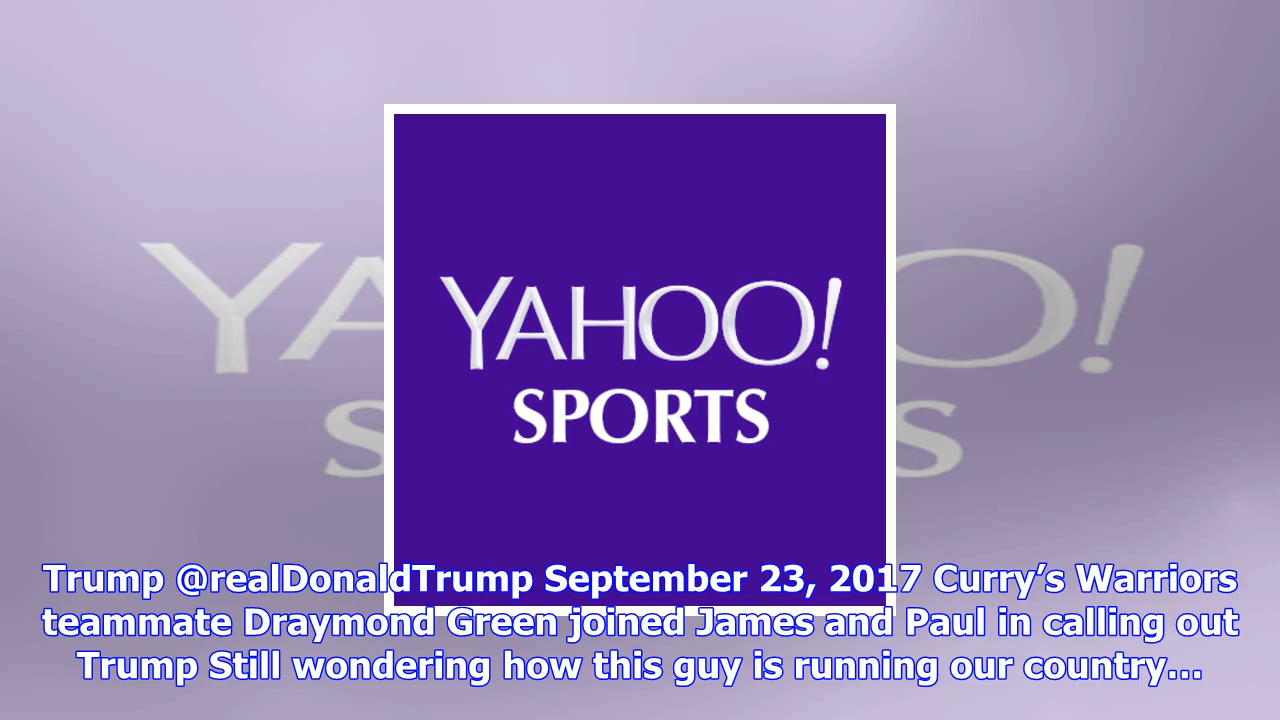 YAHOO!
SPORTS
Trump @realDonaldTrump September 23, 2017 Curry’s Warriors
teammate Draymond Green joined James and Paul in calling out
Trump Still wondering how this guy is running our country...